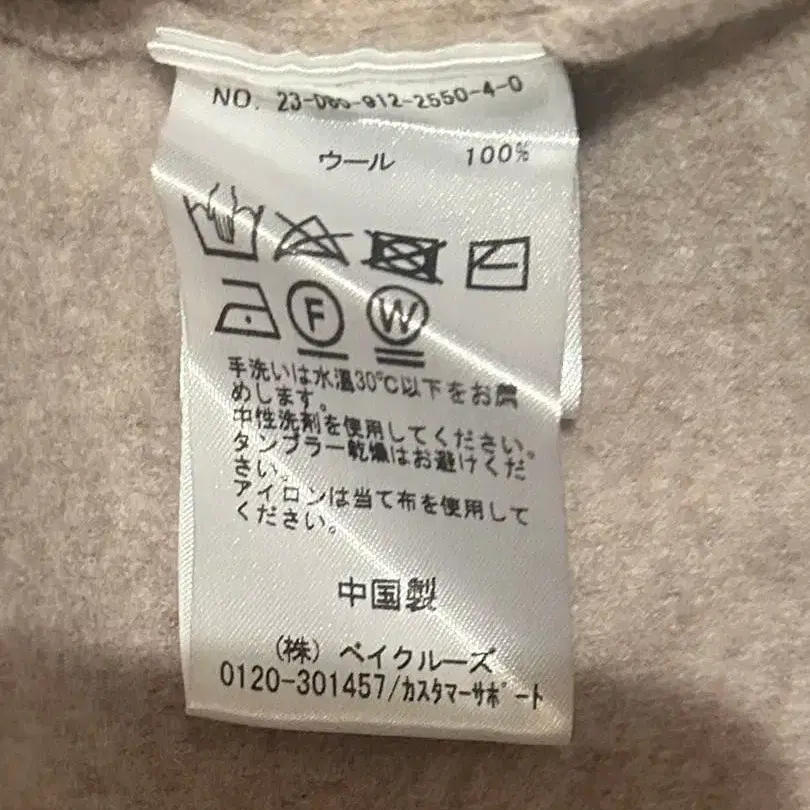 NO. 23-080-912-2550-4-0
ウール 100%
F W
手洗いは水温30℃以下をお薦
めします。
中性洗剤を使用してください。
タンブラー乾燥はお避けくだ
さい。
アイロンは当て布を使用して
ください。
中国製
(株) ベイクルーズ
0120-301457/カスタマーサポート